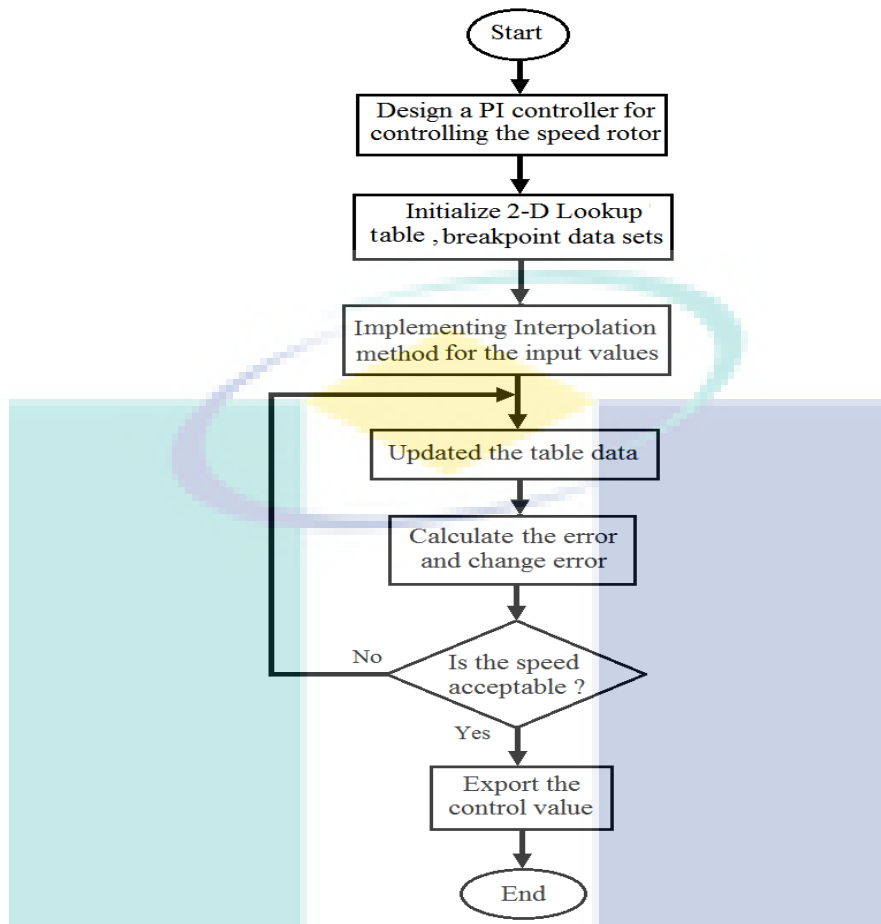 Start
Design a PI controller for
controlling the speed rotor
Initialize 2-D Lookup
table , breakpoint data sets
Implementing Interpolation
method for the input values
Updated the table data
Calculate the error
and change error
No
Is the speed
acceptable ?
Yes
Export the
control value
End